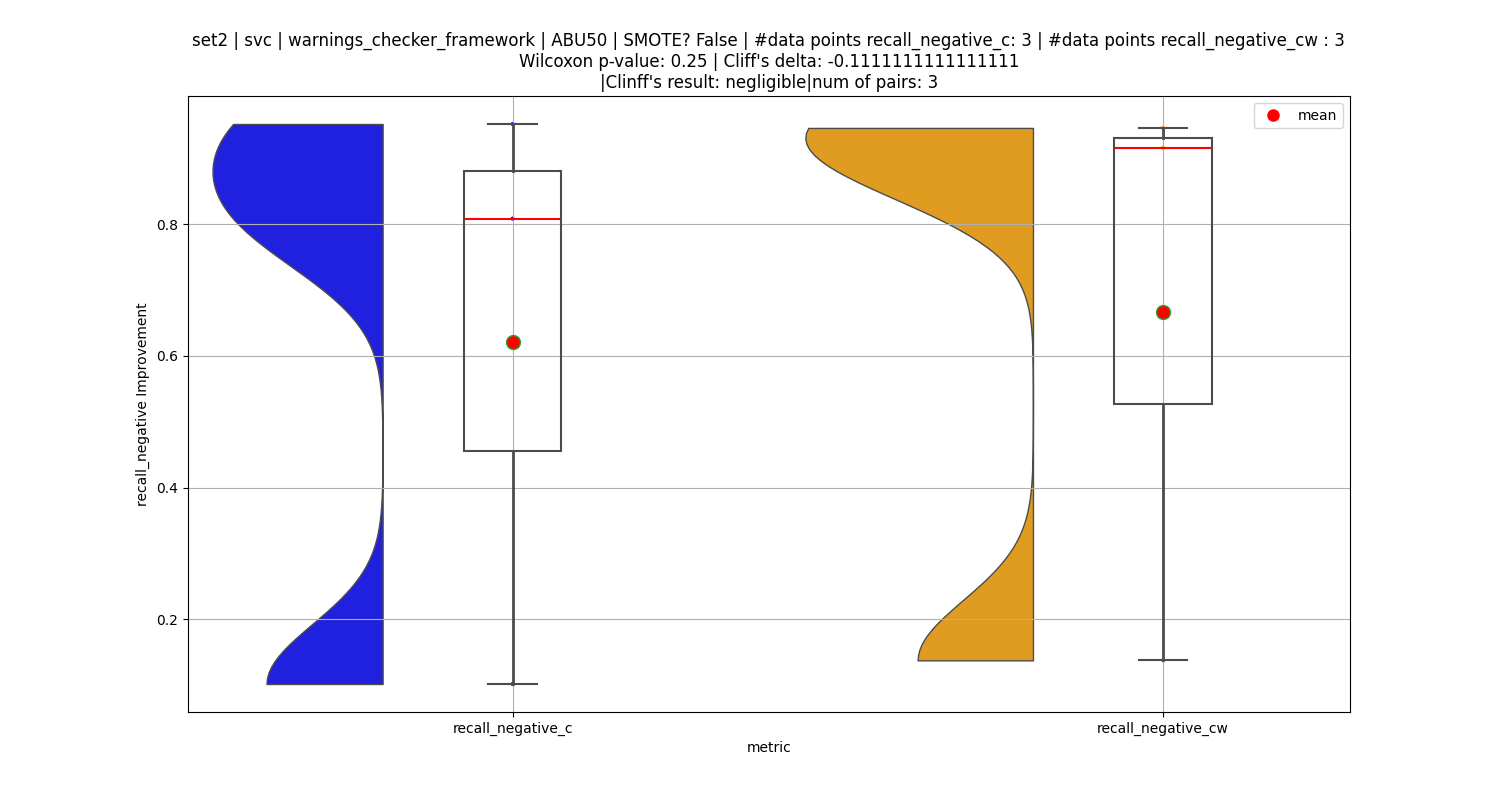 set2 | svc | warnings_checker_framework | ABU50 | SMOTE? False | #data points recall_negative_c: 3 | #data points recall_negative_cw : 3
Wilcoxon p-value: 0.25 | Cliff's delta: -0.1111111111111111
|Clinff's result: negligible|num of pairs: 3
mean
recall_negative Improvement
0.8
0.6
0.4
0.2
recall_negative_c
recall_negative_cw
metric